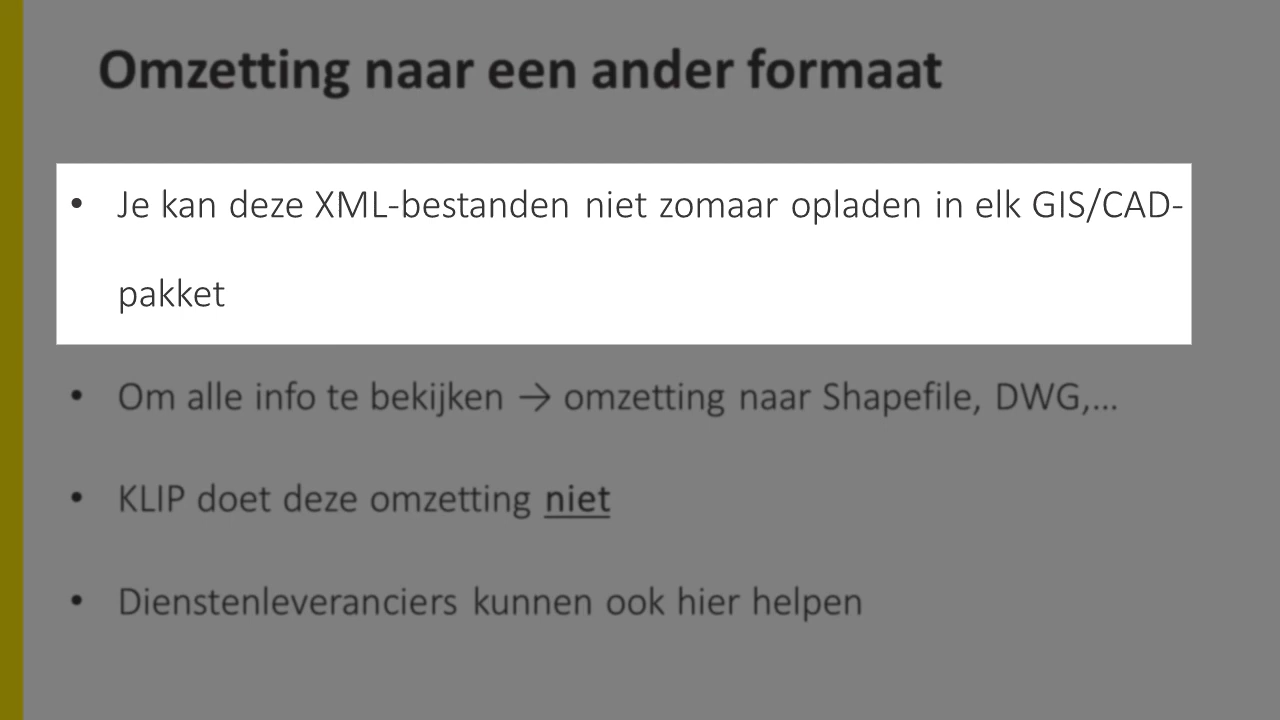 Omzetting naar een ander formaat
• Je kan deze XML-bestanden niet zomaar opladen in elk GIS/CAD-
pakket
• Om alle info te bekijken → omzetting naar Shapefile, DWG,...
• KLIP doet deze omzetting niet
• Dienstenleveranciers kunnen ook hier helpen